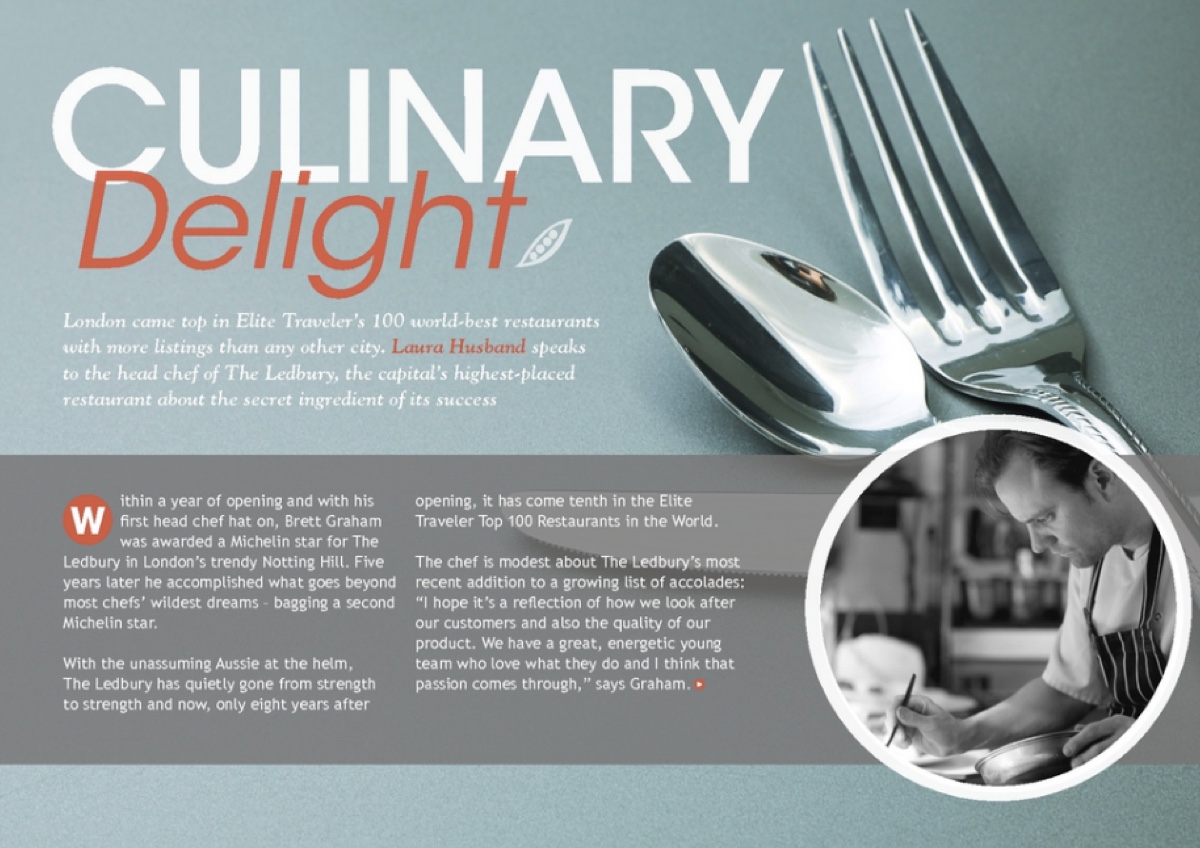 CULINARY
Delight
London came top in Elite Traveler's 100 world-best restaurants
with more listings than any other city. Laura Husband speaks
to the head chef of The Ledbury, the capital's highest-placed
restaurant about the secret ingredient of its success
Within a year of opening and with his
first head chef hat on, Brett Graham
was awarded a Michelin star for The
Ledbury in London's trendy Notting Hill. Five
years later he accomplished what goes beyond
most chefs' wildest dreams - bagging a second
Michelin star.
With the unassuming Aussie at the helm,
The Ledbury has quietly gone from strength
to strength and now, only eight years after
opening, it has come tenth in the Elite
Traveler Top 100 Restaurants in the World.
The chef is modest about The Ledbury's most
recent addition to a growing list of accolades:
“I hope it's a reflection of how we look after
our customers and also the quality of our
product. We have a great, energetic young
team who love what they do and I think that
passion comes through,” says Graham.